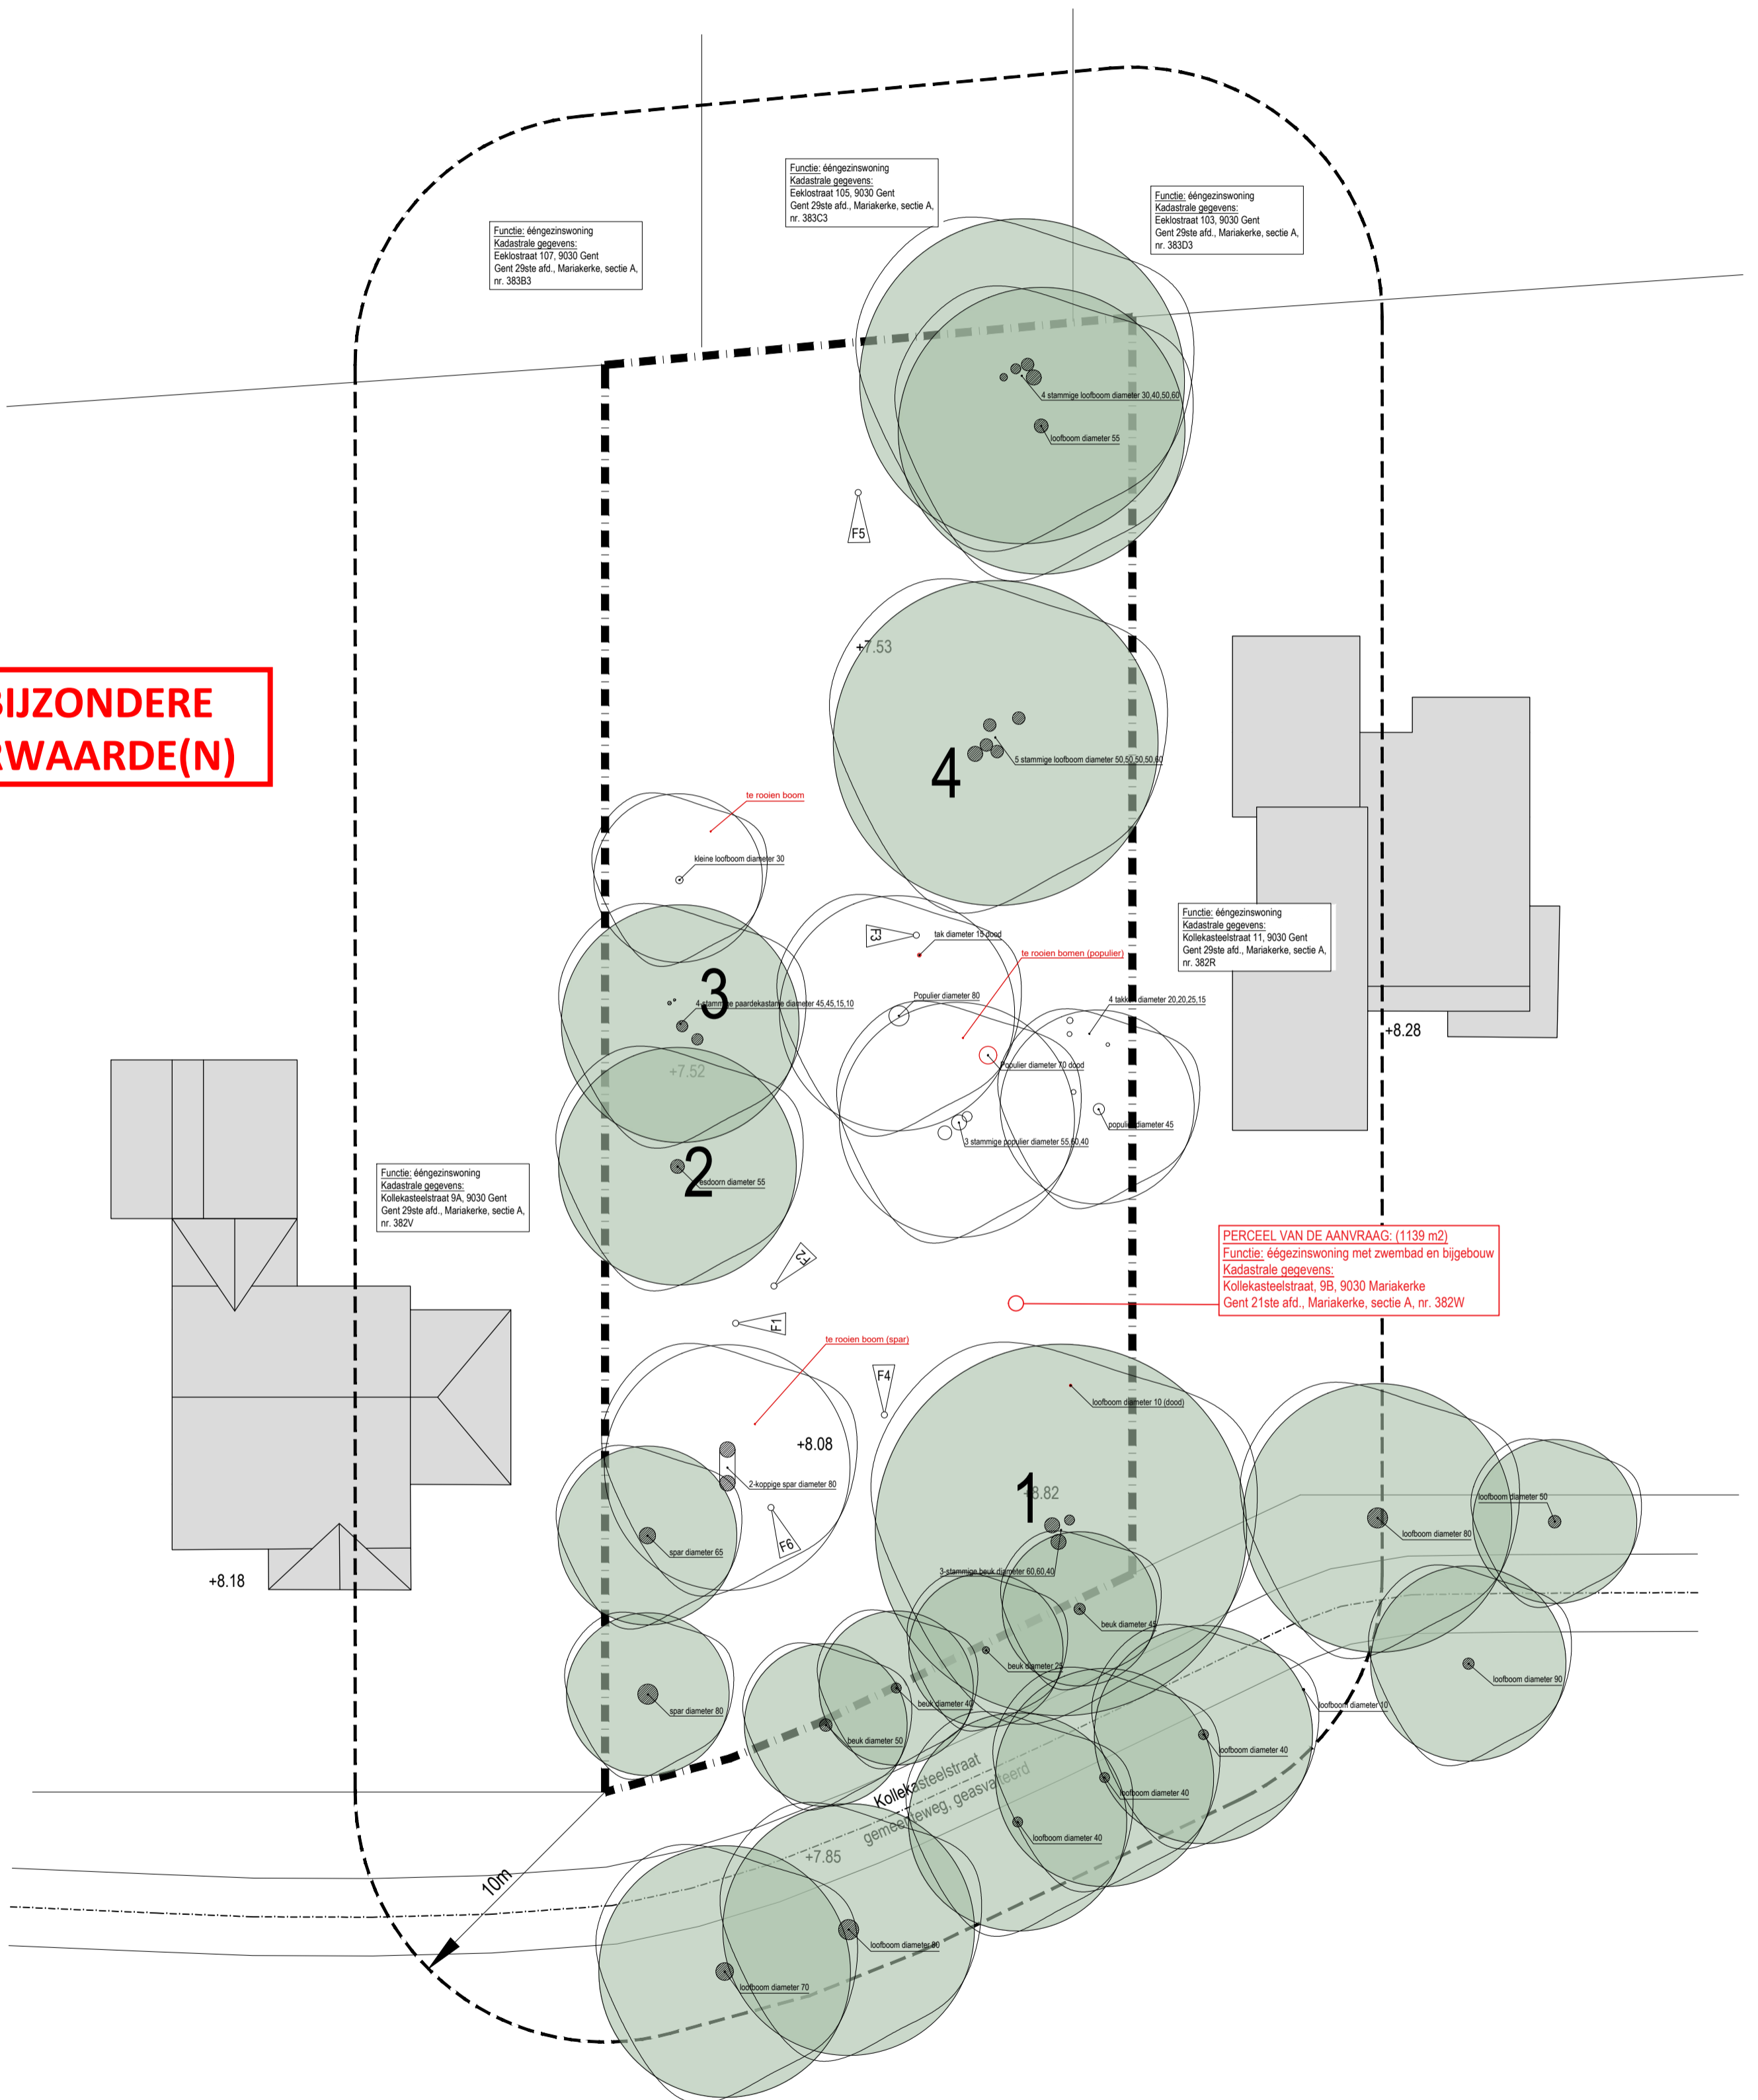 Functie: ééngezinswoning
Kadastrale gegevens:
Eeklostraat 105, 9030 Gent
Gent 29ste afd., Mariakerke, sectie A,
nr. 383C3
Functie: ééngezinswoning
Kadastrale gegevens:
Eeklostraat 103, 9030 Gent
Gent 29ste afd., Mariakerke, sectie A,
nr. 383D3
Functie: ééngezinswoning
Kadastrale gegevens:
Eeklostraat 107, 9030 Gent
Gent 29ste afd., Mariakerke, sectie A,
nr. 383B3
4 stammige loofboom diameter 30,40,50,60
loofboom diameter 55
F5
+7.53
BIJZONDERE
RWAARDE(N)
5 stammige loofboom diameter 50,50,50,50,60
4
te rooien boom
kleine loofboom diameter 30
F3
tak diameter 15 dood
te rooien bomen (populier)
Functie: ééngezinswoning
Kadastrale gegevens:
Kollekasteelstraat 11, 9030 Gent
Gent 29ste afd., Mariakerke, sectie A,
nr. 382R
3
4-stammige paardekastanje diameter 45,45,15,10
Populier diameter 80
4 takken diameter 20,20,25,15
+8.28
+7.52
Populier diameter 70 dood
populier diameter 45
3 stammige populier diameter 55,60,40
2
esdoorn diameter 55
Functie: ééngezinswoning
Kadastrale gegevens:
Kollekasteelstraat 9A, 9030 Gent
Gent 29ste afd., Mariakerke, sectie A,
nr. 382V
F2
PERCEEL VAN DE AANVRAAG: (1139 m2)
Functie: éégezinswoning met zwembad en bijgebouw
Kadastrale gegevens:
Kollekasteelstraat, 9B, 9030 Mariakerke
Gent 21ste afd., Mariakerke, sectie A, nr. 382W
F1
te rooien boom (spar)
F4
loofboom diameter 10 (dood)
+8.08
2-koppige spar diameter 80
1
+8.82
loofboom diameter 50
loofboom diameter 80
F6
spar diameter 65
3-stammige beuk diameter 60,60,40
+8.18
beuk diameter 45
beuk diameter 25
loofboom diameter 90
spar diameter 80
beuk diameter 40
loofboom diameter 10
beuk diameter 50
loofboom diameter 40
Kollekasteelstraat
gemeenteweg, geasvalteerd
loofboom diameter 40
loofboom diameter 40
+7.85
10m
loofboom diameter 80
loofboom diameter 70